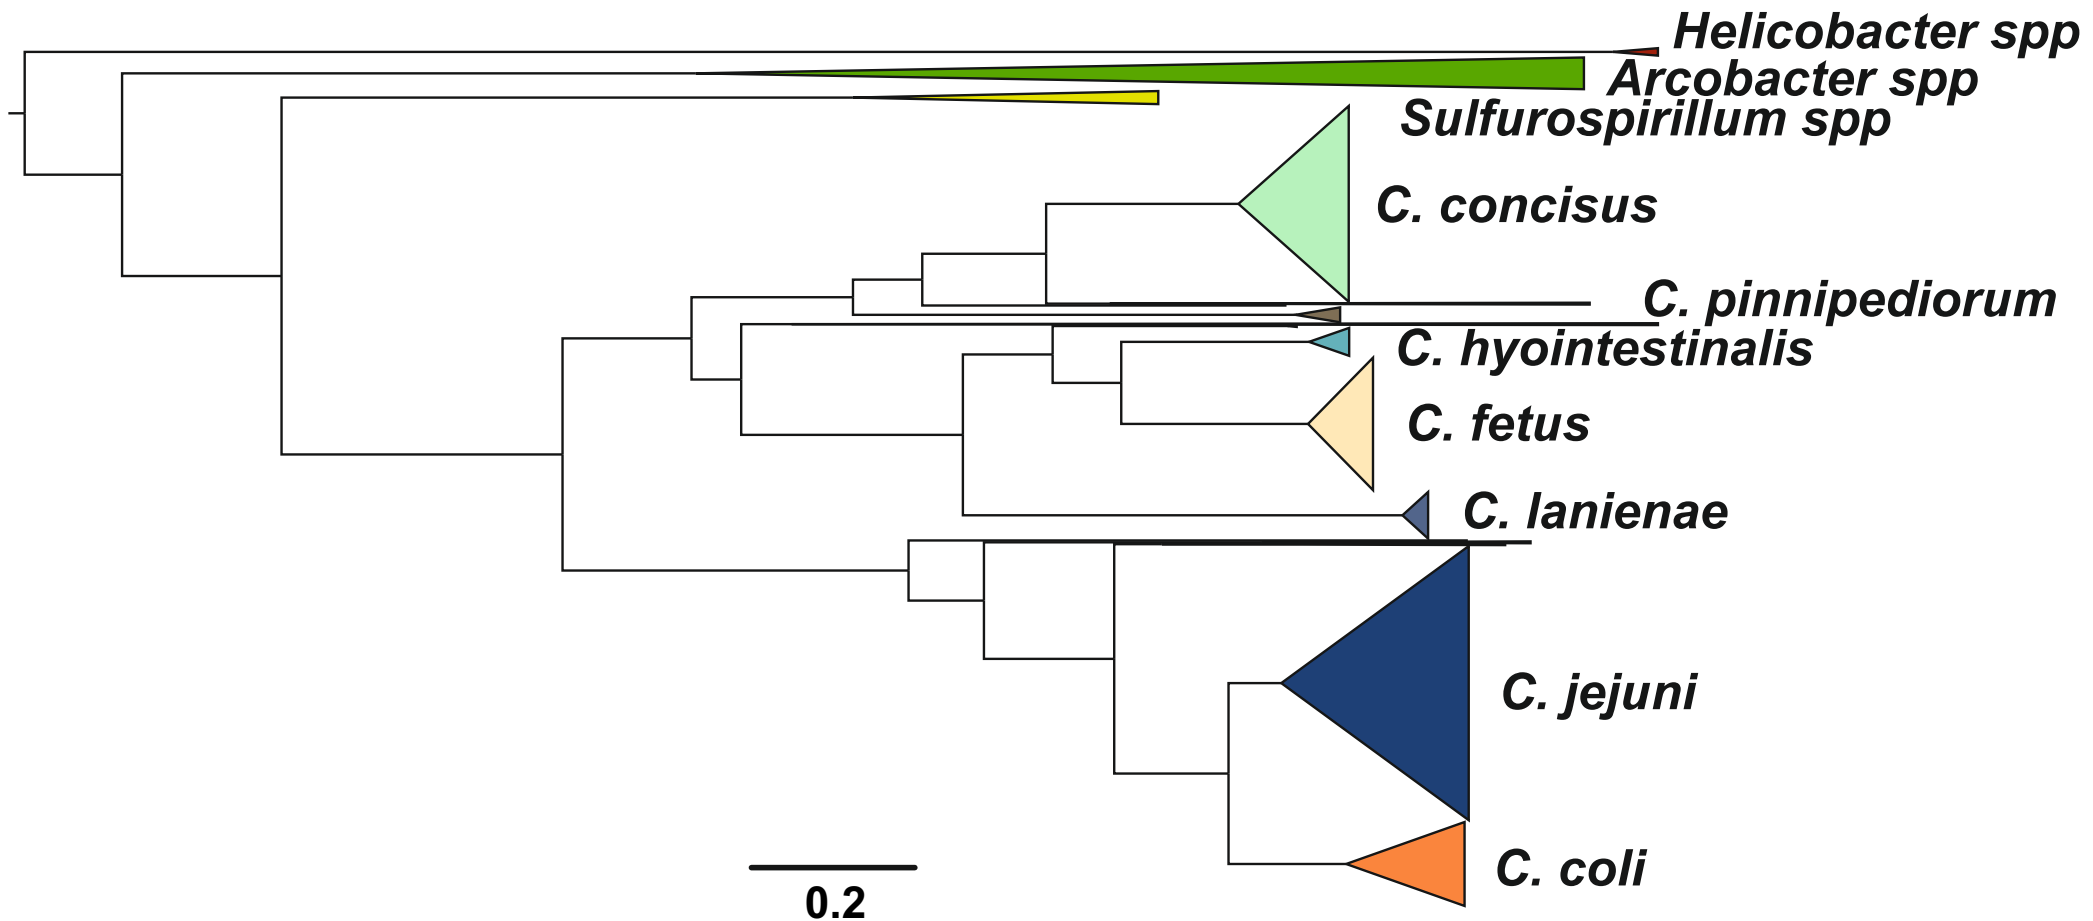 Helicobacter spp
Arcobacter spp
Sulfurospirillum spp
C. concisus
C. pinnipediorum
C. hyointestinalis
C. fetus
C. lanienae
C. jejuni
C. coli
0.2